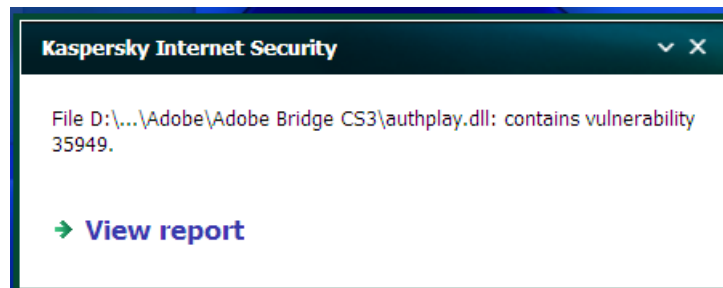 Kaspersky Internet Security
File D:\...\Adobe\Adobe Bridge CS3\authplay.dll: contains vulnerability
35949.
View report